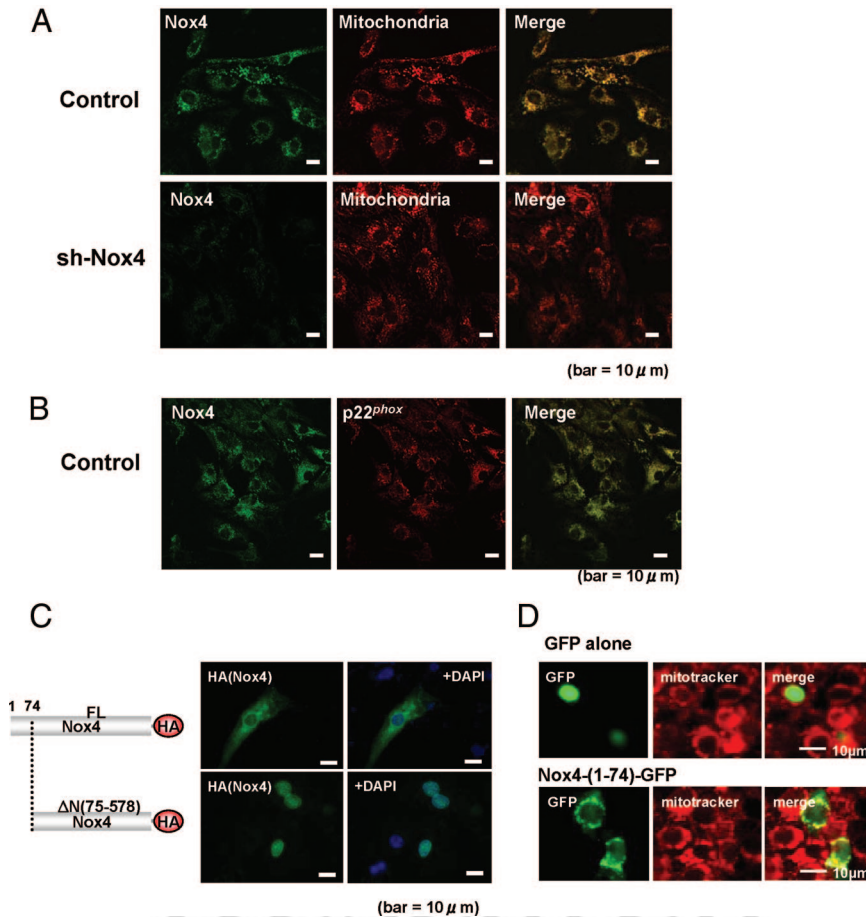 A
Nox4 Mitochondria Merge
Control
Nox4 Mitochondria Merge
sh-Nox4
(bar = 10 μ m)
B
Nox4 p22phox Merge
Control
(bar = 10 μ m)
C
HA(Nox4) +DAPI
1 74
FL
Nox4 HA
HA(Nox4) +DAPI
ΔN(75-578)
Nox4 HA
(bar = 10 μ m)
D
GFP alone
GFP mitotracker merge
10μm
Nox4-(1-74)-GFP
GFP mitotracker merge
10μm